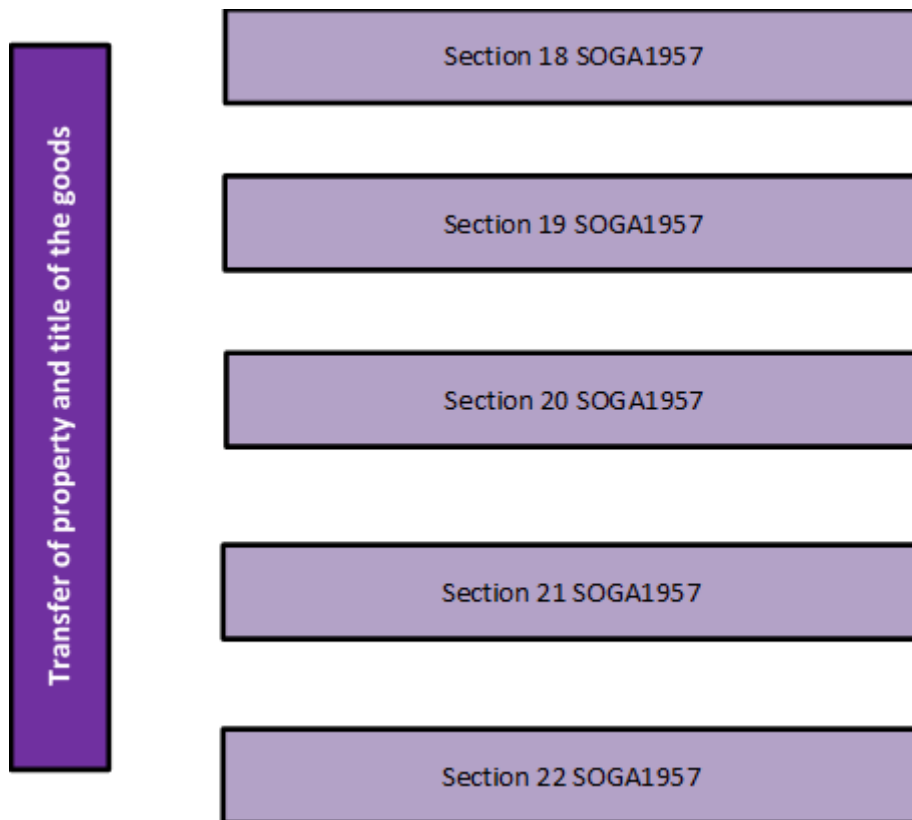 Transfer of property and title of the goods
Section 18 SOGA1957
Section 19 SOGA1957
Section 20 SOGA1957
Section 21 SOGA1957
Section 22 SOGA1957